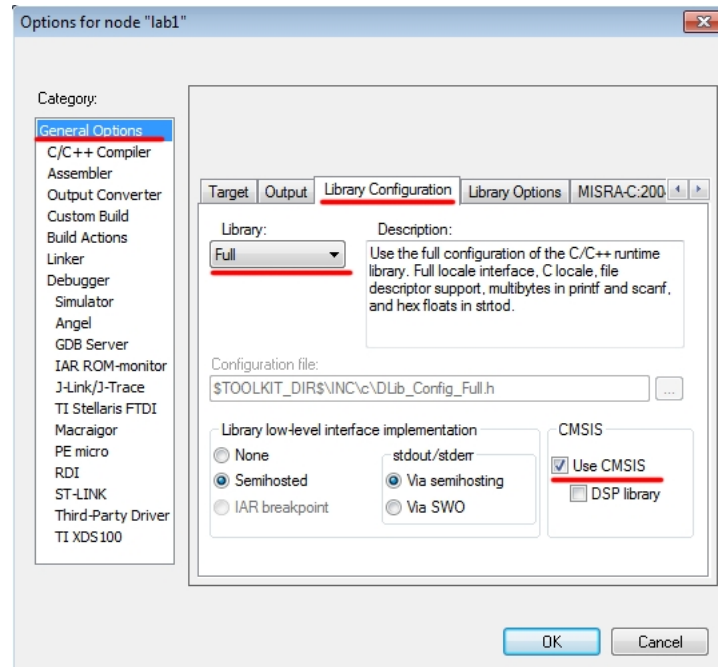 Options for node "lab1"
Category:
General Options
C/C++ Compiler
Assembler
Output Converter
Custom Build
Build Actions
Linker
Debugger
Simulator
Angel
GDB Server
IAR ROM-monitor
J-Link/J-Trace
TI Stellaris FTDI
Macraigor
PE micro
RDI
ST-LINK
Third-Party Driver
TI XDS100
Target Output Library Configuration Library Options MISRA-C:200
Library:
Full
Description:
Use the full configuration of the C/C++ runtime
library. Full locale interface, C locale, file
descriptor support, multibytes in printf and scanf,
and hex floats in strtod.
Configuration file:
$TOOLKIT_DIR$\INC\c\DLib_Config_Full.h
...
Library low-level interface implementation
None
Semihosted
IAR breakpoint
stdout/stderr
Via semihosting
Via SWO
CMSIS
Use CMSIS
DSP library
OK Cancel